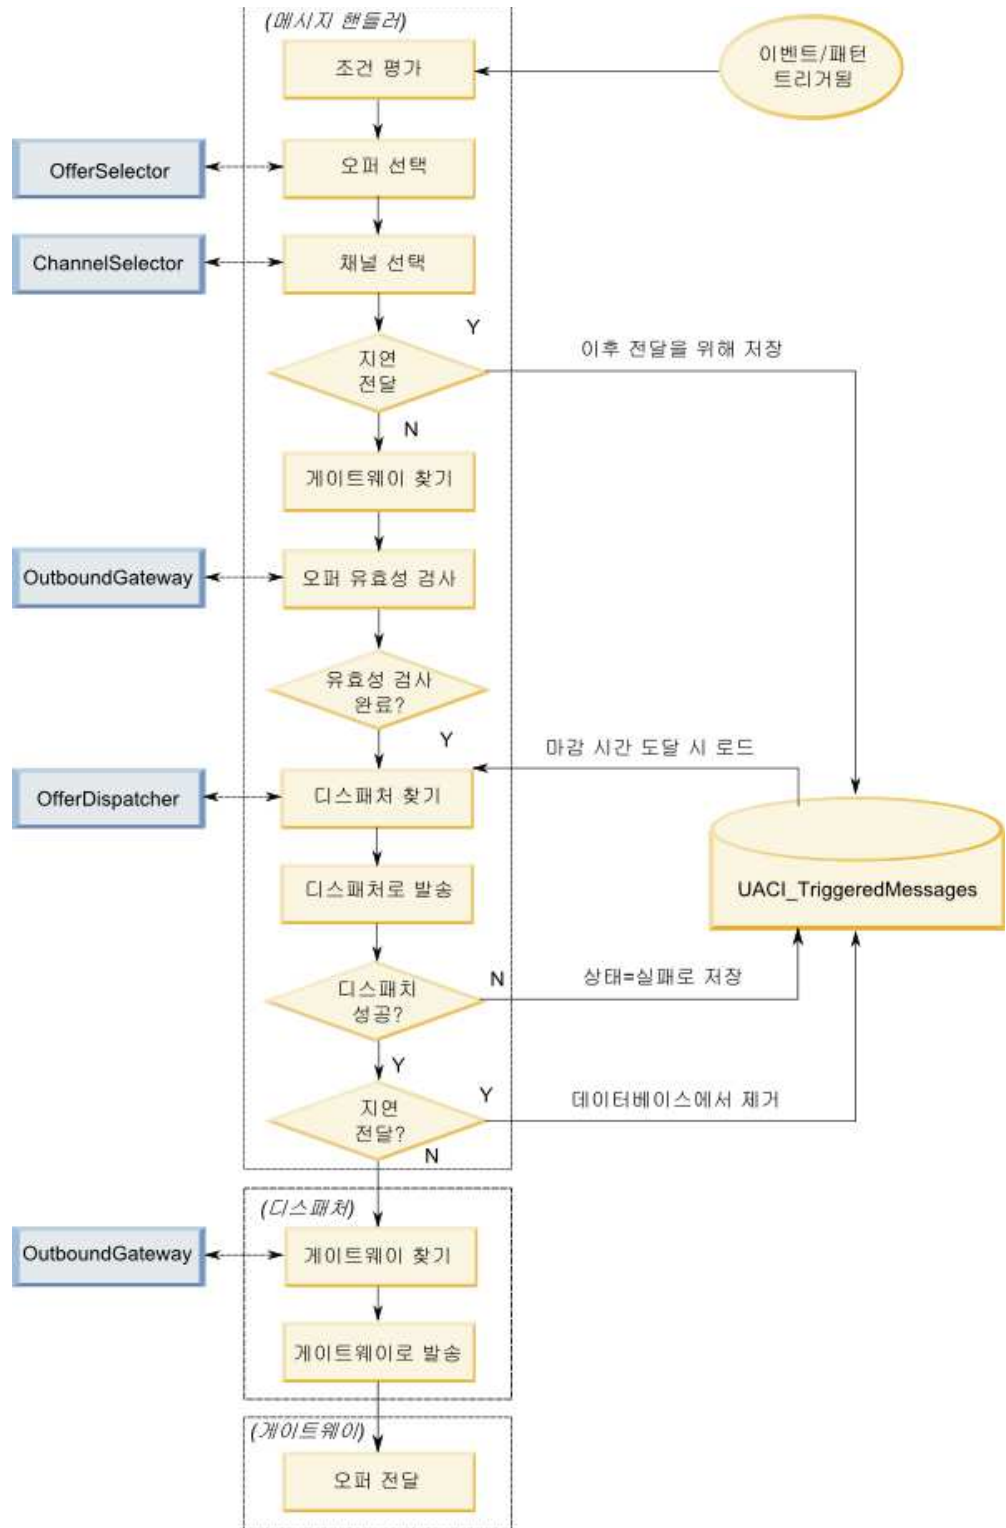 (메시지 핸들러)
조건 평가
이벤트/패턴
트리거됨
OfferSelector
오퍼 선택
ChannelSelector
채널 선택
Y
지연
전달
이후 전달을 위해 저장
N
게이트웨이 찾기
OutboundGateway
오퍼 유효성 검사
유효성 검사
완료?
Y
마감 시간 도달 시 로드
OfferDispatcher
디스패처 찾기
디스패처로 발송
UACI_TriggeredMessages
디스패치
성공?
N
상태=실패로 저장
Y
지연
전달?
Y
데이터베이스에서 제거
N
(디스패처)
OutboundGateway
게이트웨이 찾기
게이트웨이로 발송
(게이트웨이)
오퍼 전달